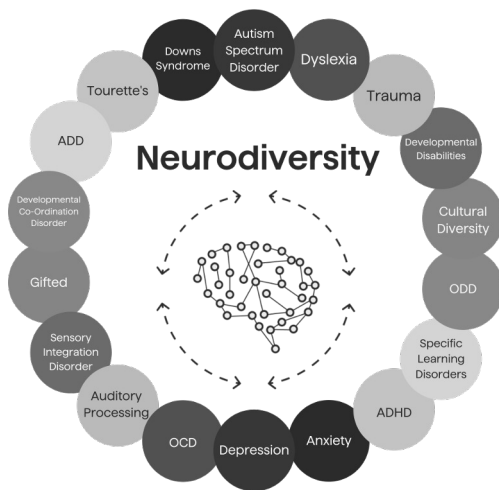 Autism
Spectrum
Disorder
Dyslexia
Trauma
Developmental
Disabilities
Cultural
Diversity
ODD
Specific
Learning
Disorders
ADHD
Anxiety
Depression
OCD
Auditory
Processing
Sensory
Integration
Disorder
Gifted
Developmental
Co-Ordination
Disorder
ADD
Tourette's
Downs
Syndrome
Neurodiversity